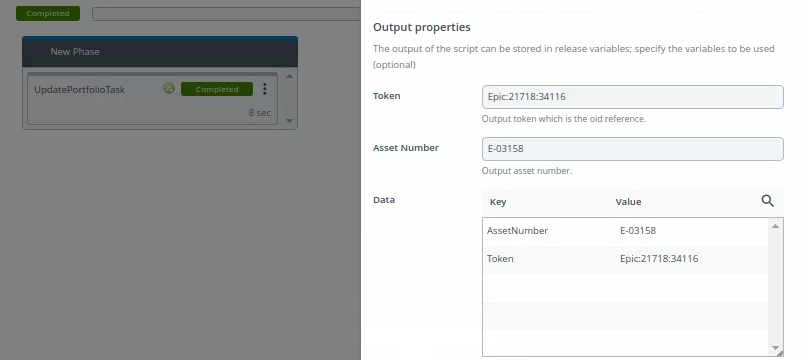 Completed
New Phase
UpdatePortfolioTask
Completed
8 sec
Output properties
The output of the script can be stored in release variables; specify the variables to be used
(optional)
Token
Epic:21718:34116
Output token which is the oid reference.
Asset Number
E-03158
Output asset number.
Data
Key Value
AssetNumber E-03158
Token Epic:21718:34116